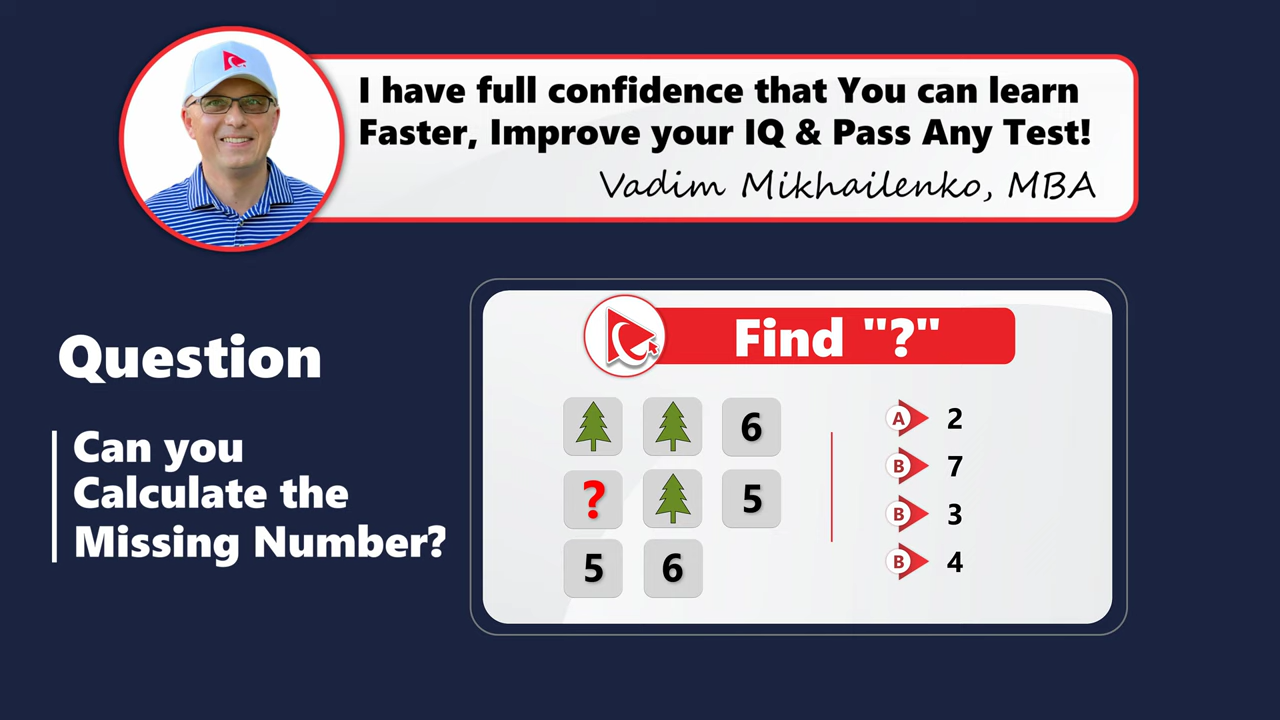 I have full confidence that You can learn
Faster, Improve your IQ & Pass Any Test!
Vadim Mikhailenko, MBA
Question
Can you
Calculate the
Missing Number?
Find "?"
6
? 5
5 6
A 2
B 7
B 3
B 4